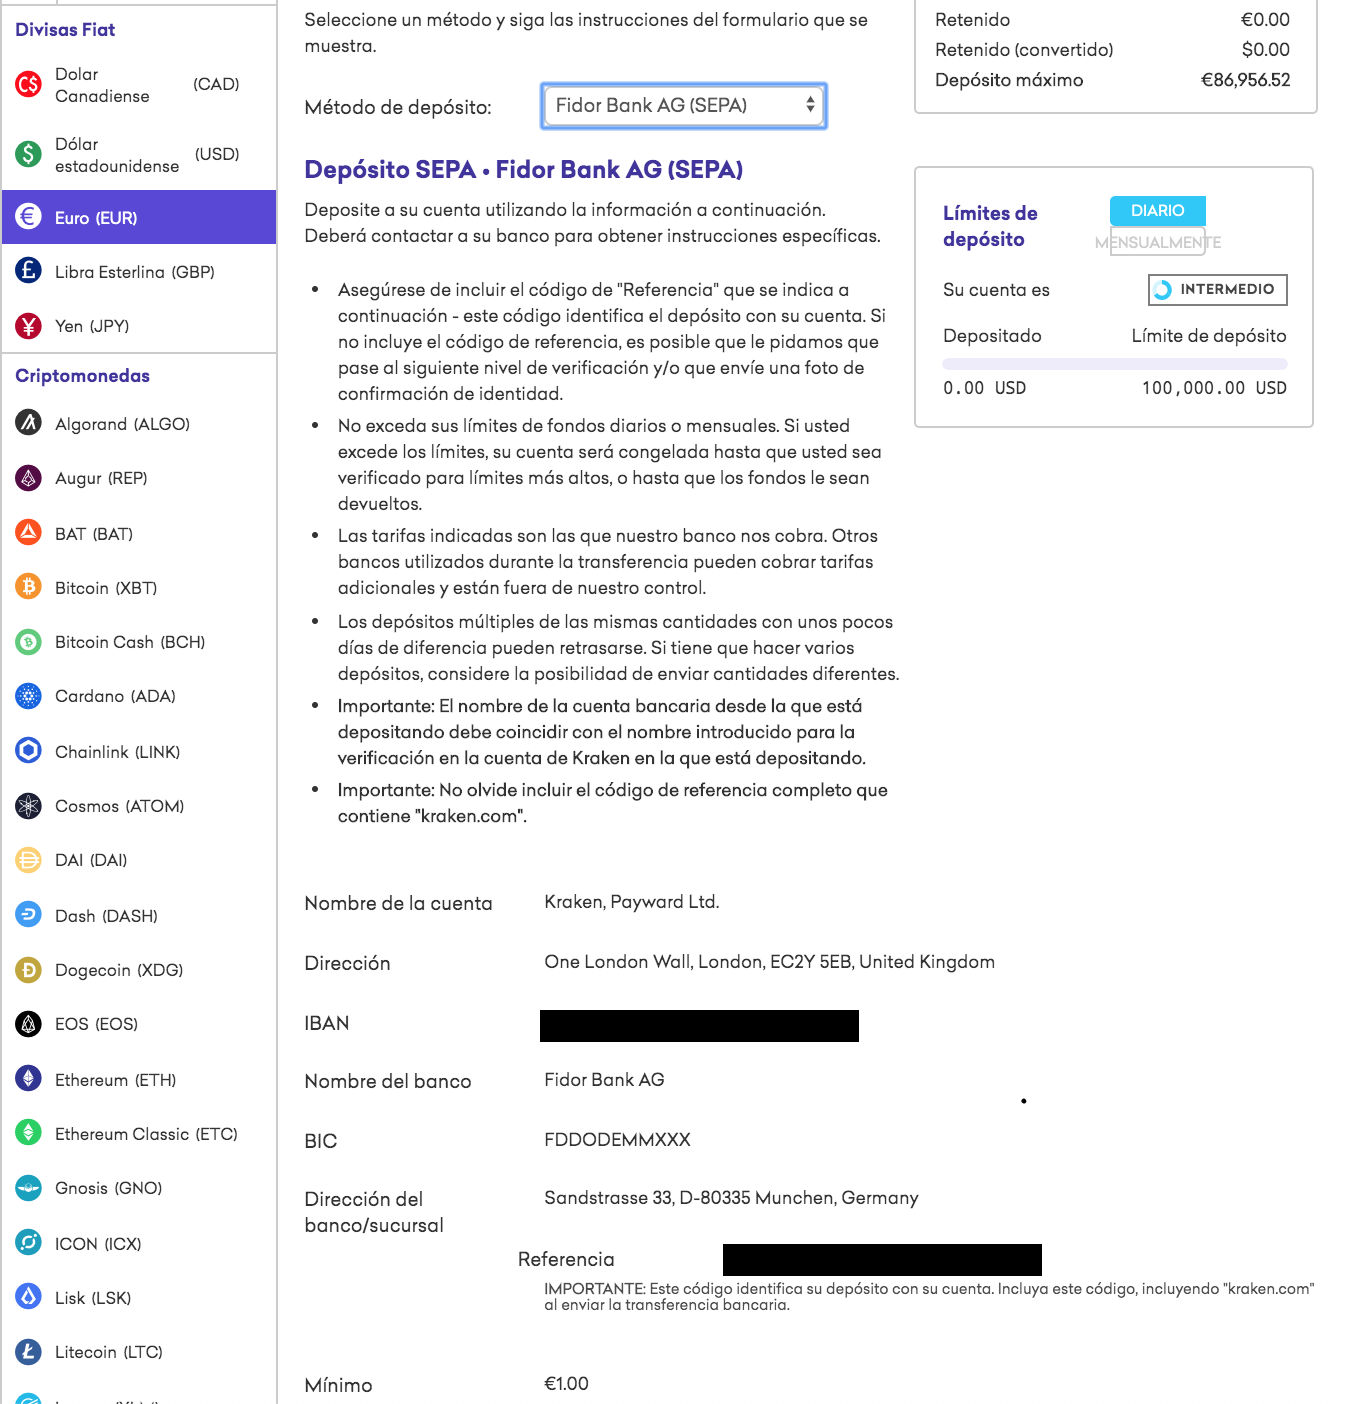 Divisas Fiat
C$ Dolar
Canadiense (CAD)
$ Dólar
estadounidense (USD)
€ Euro (EUR)
£ Libra Esterlina (GBP)
¥ Yen (JPY)
Criptomonedas
Algorand (ALGO)
Augur (REP)
BAT (BAT)
Bitcoin (XBT)
Bitcoin Cash (BCH)
Cardano (ADA)
Chainlink (LINK)
Cosmos (ATOM)
DAI (DAI)
Dash (DASH)
Dogecoin (XDG)
EOS (EOS)
Ethereum (ETH)
Ethereum Classic (ETC)
Gnosis (GNO)
ICON (ICX)
Lisk (LSK)
Litecoin (LTC)
Seleccione un método y siga las instrucciones del formulario que se
muestra.
Método de depósito: Fidor Bank AG (SEPA)
Depósito SEPA • Fidor Bank AG (SEPA)
Deposite a su cuenta utilizando la información a continuación.
Deberá contactar a su banco para obtener instrucciones específicas.
• Asegúrese de incluir el código de "Referencia" que se indica a
continuación - este código identifica el depósito con su cuenta. Si
no incluye el código de referencia, es posible que le pidamos que
pase al siguiente nivel de verificación y/o que envíe una foto de
confirmación de identidad.
• No exceda sus límites de fondos diarios o mensuales. Si usted
excede los límites, su cuenta será congelada hasta que usted sea
verificado para límites más altos, o hasta que los fondos le sean
devueltos.
• Las tarifas indicadas son las que nuestro banco nos cobra. Otros
bancos utilizados durante la transferencia pueden cobrar tarifas
adicionales y están fuera de nuestro control.
• Los depósitos múltiples de las mismas cantidades con unos pocos
días de diferencia pueden retrasarse. Si tiene que hacer varios
depósitos, considere la posibilidad de enviar cantidades diferentes.
• Importante: El nombre de la cuenta bancaria desde la que está
depositando debe coincidir con el nombre introducido para la
verificación en la cuenta de Kraken en la que está depositando.
• Importante: No olvide incluir el código de referencia completo que
contiene "kraken.com".
Nombre de la cuenta Kraken, Payward Ltd.
Dirección One London Wall, London, EC2Y 5EB, United Kingdom
IBAN
Nombre del banco Fidor Bank AG
BIC FDDODEMMXXX
Dirección del
banco/sucursal Sandstrasse 33, D-80335 Munchen, Germany
Referencia
IMPORTANTE: Este código identifica su depósito con su cuenta. Incluya este código, incluyendo "kraken.com"
al enviar la transferencia bancaria.
Mínimo €1.00
Retenido €0.00
Retenido (convertido) $0.00
Depósito máximo €86,956.52
Límites de
depósito
DIARIO
MENSUALMENTE
Su cuenta es INTERMEDIO
Depositado Límite de depósito
0.00 USD 100,000.00 USD